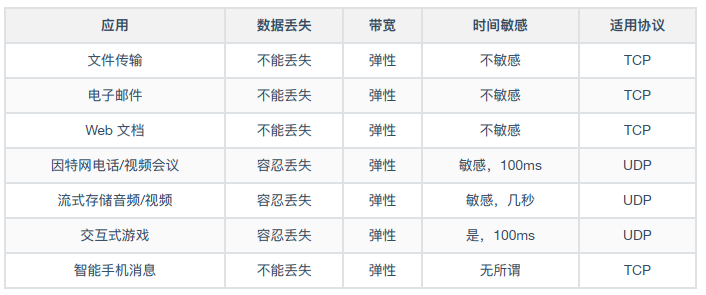 应用 数据丢失 带宽 时间敏感 适用协议
文件传输 不能丢失 弹性 不敏感 TCP
电子邮件 不能丢失 弹性 不敏感 TCP
Web 文档 不能丢失 弹性 不敏感 TCP
因特网电话/视频会议 容忍丢失 弹性 敏感，100ms UDP
流式存储音频/视频 容忍丢失 弹性 敏感，几秒 UDP
交互式游戏 容忍丢失 弹性 是，100ms UDP
智能手机消息 不能丢失 弹性 无所谓 TCP